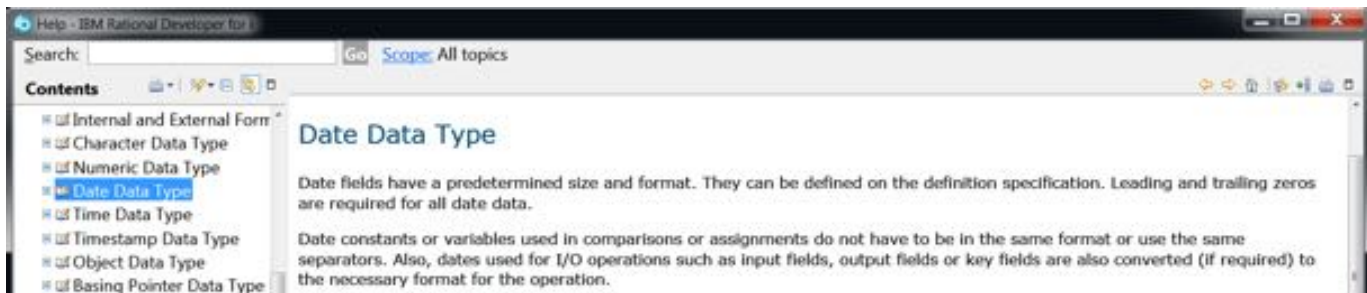 Help - IBM Rational Developer for i
Search:
Go
Scope: All topics
Contents
Internal and External Form
Character Data Type
Numeric Data Type
Date Data Type
Time Data Type
Timestamp Data Type
Object Data Type
Basing Pointer Data Type
Date Data Type
Date fields have a predetermined size and format. They can be defined on the definition specification. Leading and trailing zeros
are required for all date data.
Date constants or variables used in comparisons or assignments do not have to be in the same format or use the same
separators. Also, dates used for I/O operations such as input fields, output fields or key fields are also converted (if required) to
the necessary format for the operation.